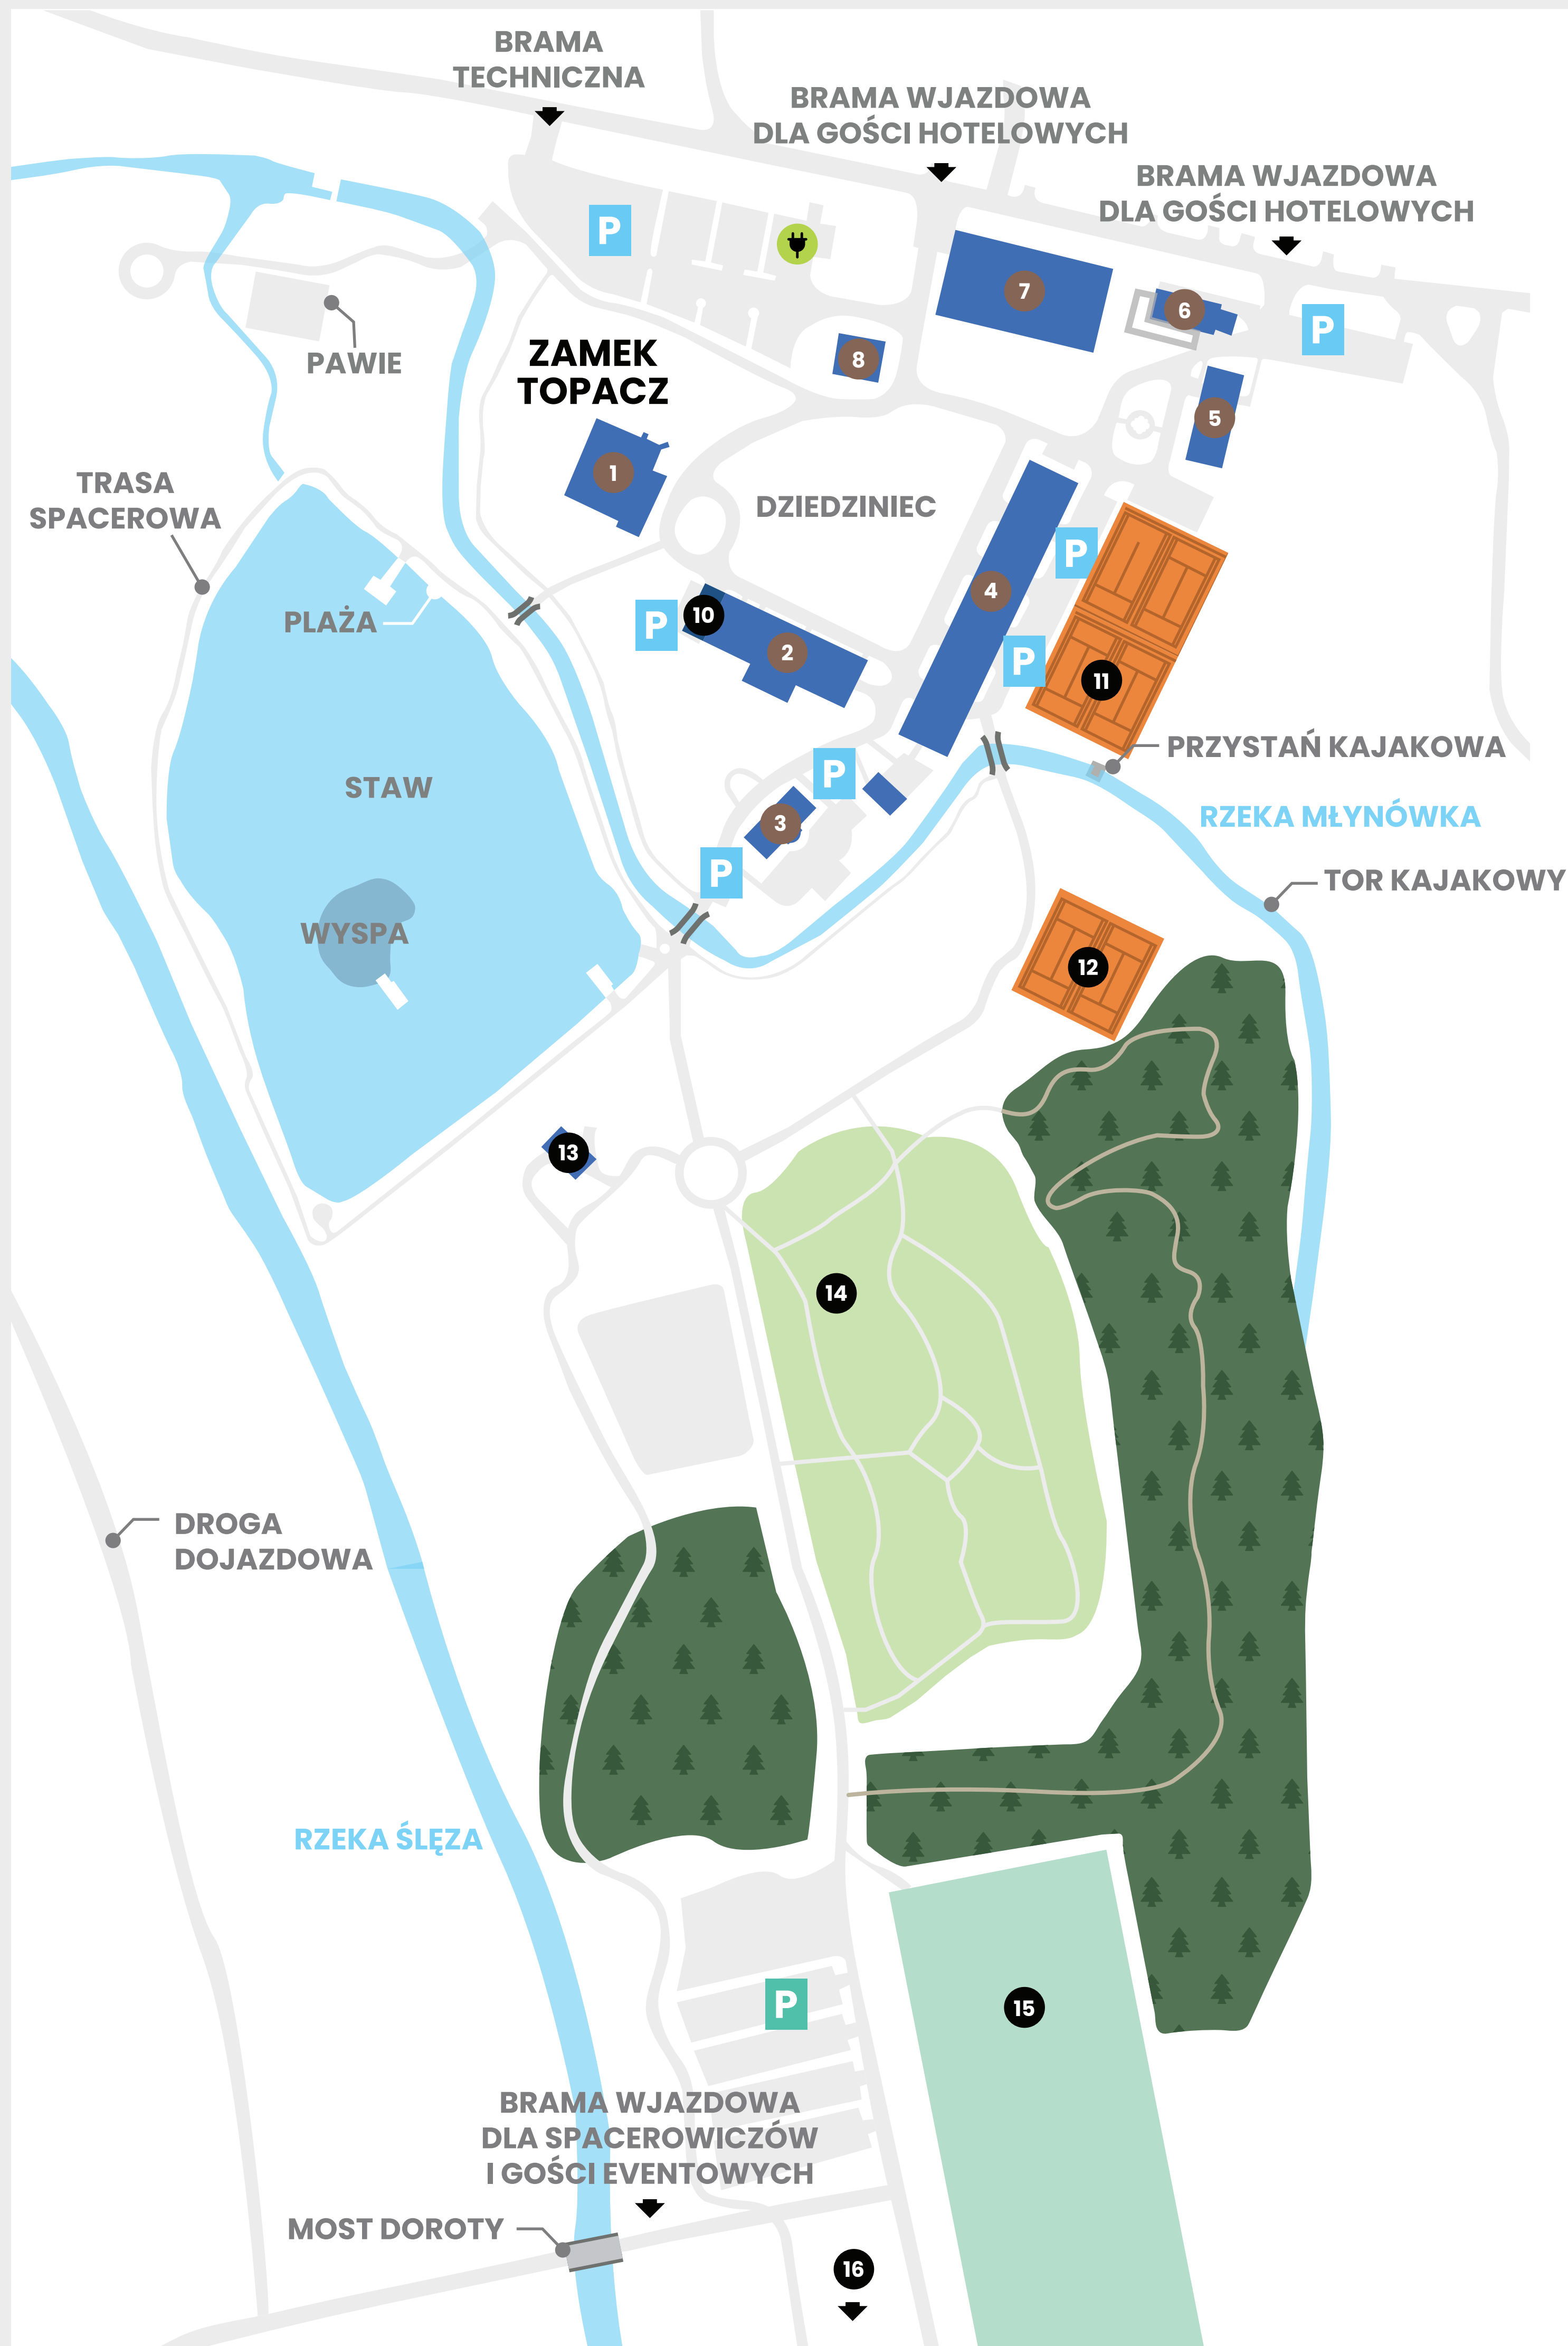 BRAMA
TECHNICZNA
BRAMA WJAZDOWA
DLA GOŚCI HOTELOWYCH
BRAMA WJAZDOWA
DLA GOŚCI HOTELOWYCH
P
7
6
P
PAWIE
8
ZAMEK
TOPACZ
5
1
TRASA
SPACEROWA
DZIEDZINIEC
P
4
PLAŻA
P
10
2
P
11
PRZYSTAŃ KAJAKOWA
STAW
P
3
RZEKA MŁYNÓWKA
P
TOR KAJAKOWY
WYSPA
12
13
14
DROGA
DOJAZDOWA
RZEKA ŚLĘZA
P
15
BRAMA WJAZDOWA
DLA SPACEROWICZÓW
I GOŚCI EVENTOWYCH
MOST DOROTY
16